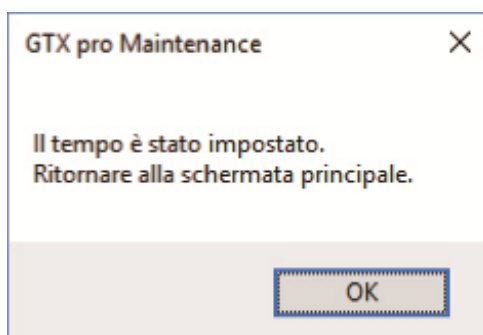 GTX pro Maintenance
Il tempo è stato impostato.
Ritornare alla schermata principale.
OK